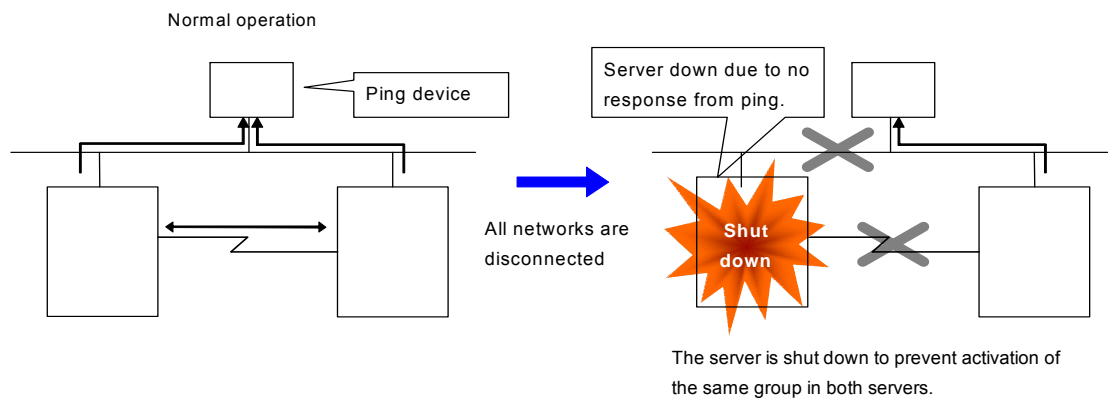 Normal operation
Ping device
All networks are
disconnected
Server down due to no
response from ping.
Shut
down
The server is shut down to prevent activation of
the same group in both servers.